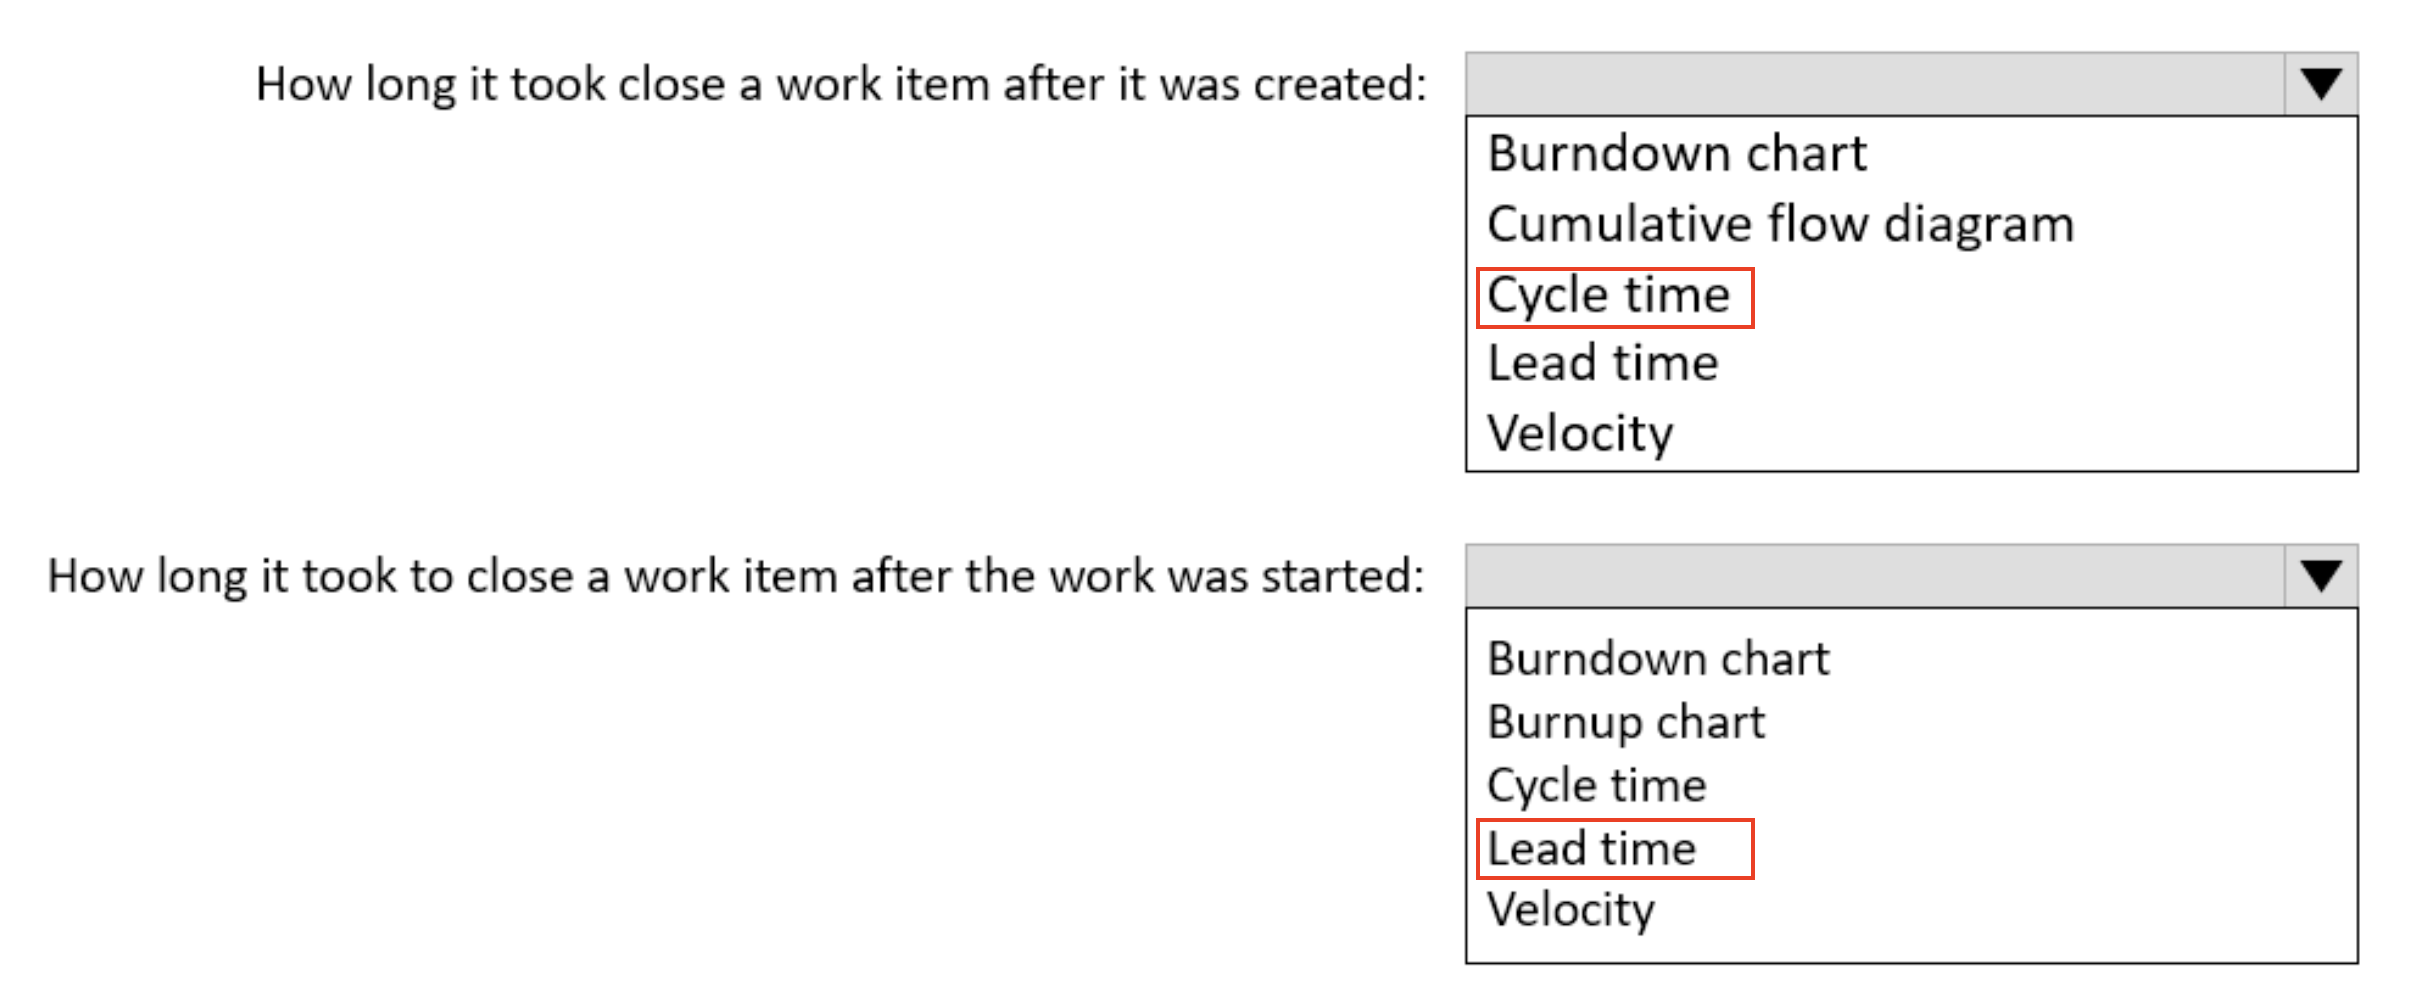 How long it took close a work item after it was created:
Burndown chart
Cumulative flow diagram
Cycle time
Lead time
Velocity
How long it took to close a work item after the work was started:
Burndown chart
Burnup chart
Cycle time
Lead time
Velocity